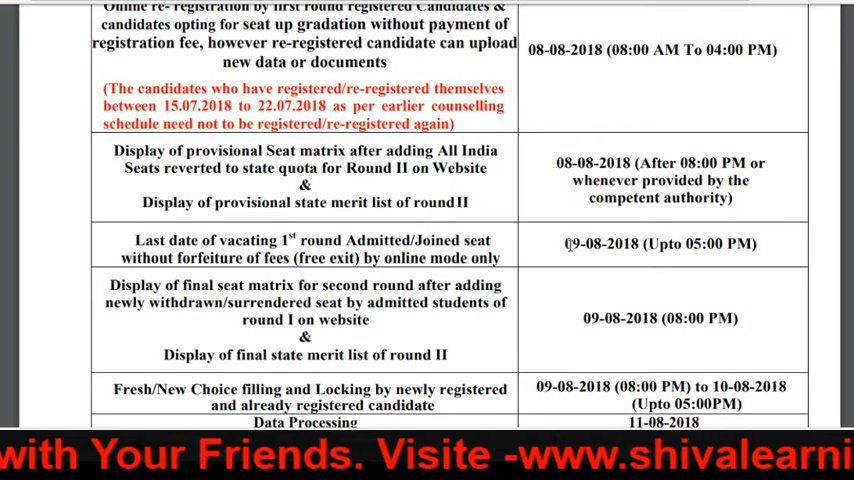 Online re- registration by first round registered Candidates &
candidates opting for seat up gradation without payment of
registration fee, however re-registered candidate can upload
new data or documents
(The candidates who have registered/re-registered themselves
between 15.07.2018 to 22.07.2018 as per earlier counselling
schedule need not to be registered/re-registered again)
08-08-2018 (08:00 AM To 04:00 PM)
Display of provisional Seat matrix after adding All India
Seats reverted to state quota for Round II on Website
&
Display of provisional state merit list of round II
08-08-2018 (After 08:00 PM or
whenever provided by the
competent authority)
Last date of vacating 1st round Admitted/Joined seat
without forfeiture of fees (free exit) by online mode only
09-08-2018 (Upto 05:00 PM)
Display of final seat matrix for second round after adding
newly withdrawn/surrendered seat by admitted students of
round I on website
&
Display of final state merit list of round II
09-08-2018 (08:00 PM)
Fresh/New Choice filling and Locking by newly registered
and already registered candidate
09-08-2018 (08:00 PM) to 10-08-2018
(Upto 05:00PM)
Data Processing
11-08-2018
with Your Friends. Visite -www.shivalearni